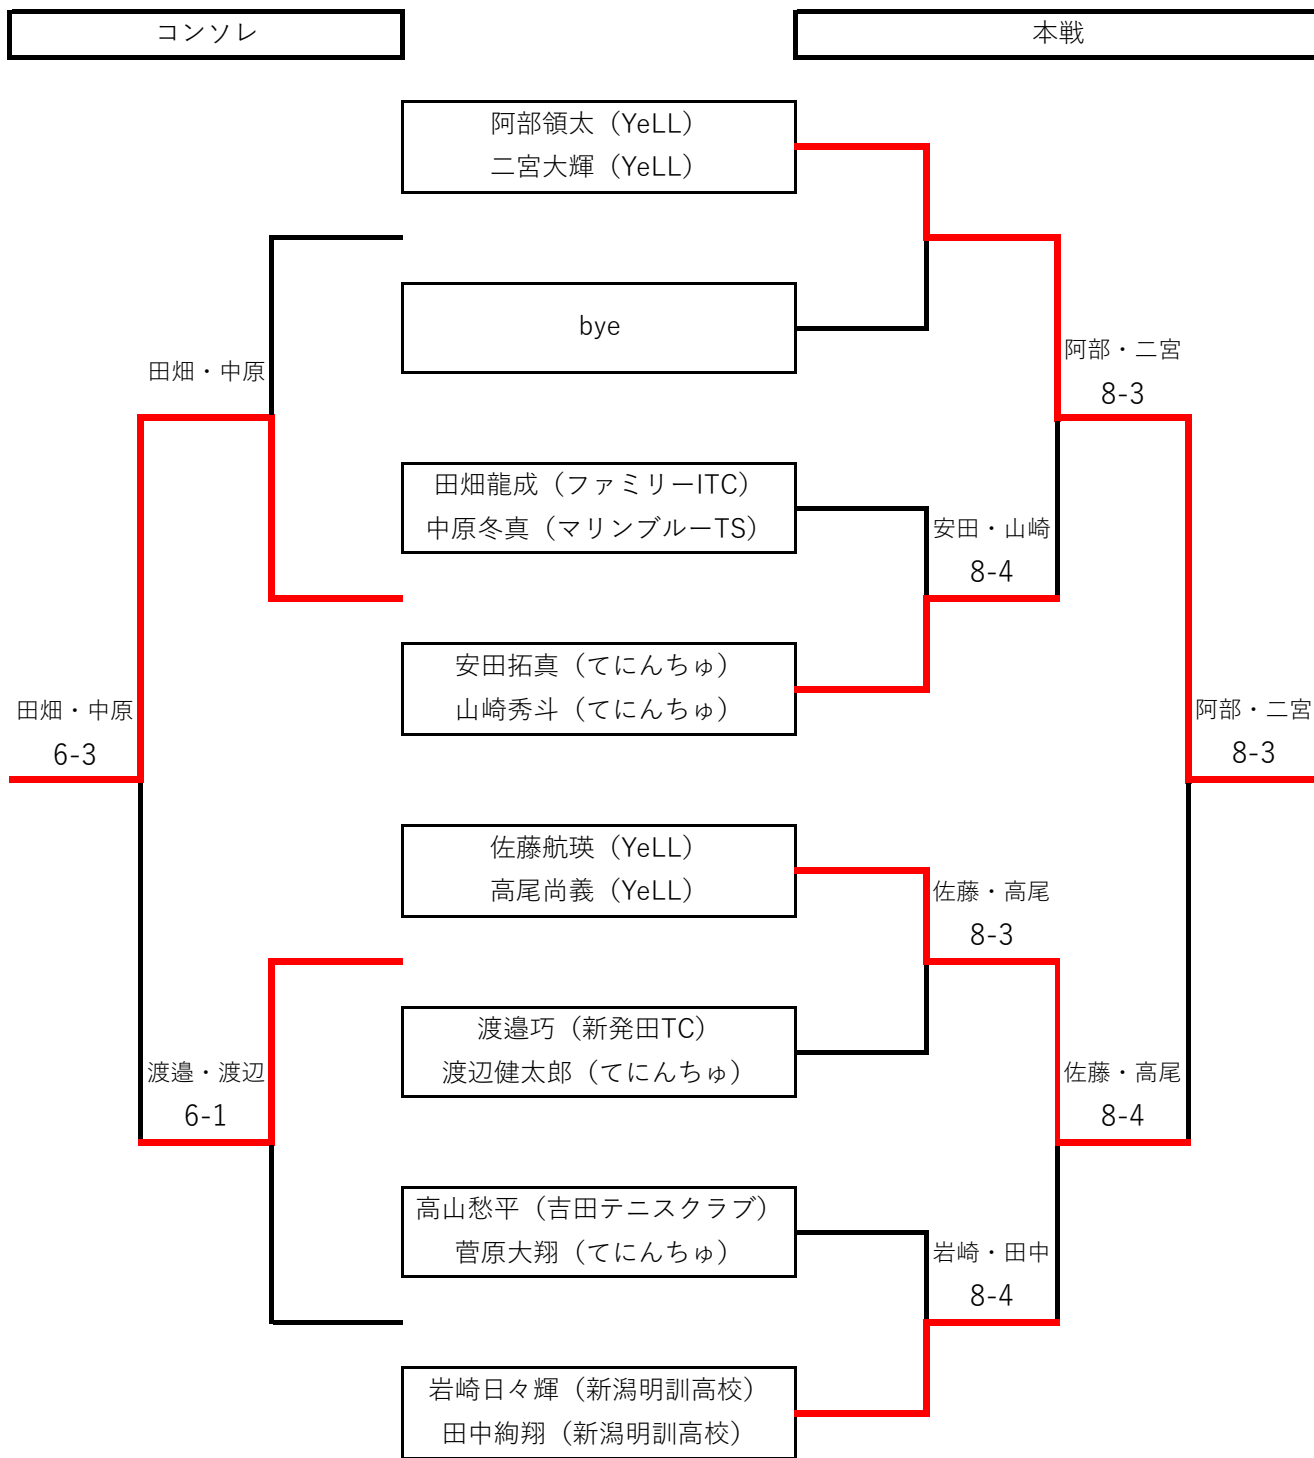 コンソレ
本戦
阿部領太（YeLL）
二宮大輝（YeLL）
bye
田畑・中原
阿部・二宮
8-3
田畑龍成（ファミリーITC）
中原冬真（マリンブルーTS）
安田・山崎
8-4
安田拓真（てにんちゅ）
山崎秀斗（てにんちゅ）
田畑・中原
6-3
阿部・二宮
8-3
佐藤航瑛（YeLL）
高尾尚義（YeLL）
佐藤・高尾
8-3
渡邉巧（新発田TC）
渡辺健太郎（てにんちゅ）
渡邉・渡辺
6-1
佐藤・高尾
8-4
高山愁平（吉田テニスクラブ）
菅原大翔（てにんちゅ）
岩崎・田中
8-4
岩崎日々輝（新潟明訓高校）
田中絢翔（新潟明訓高校）